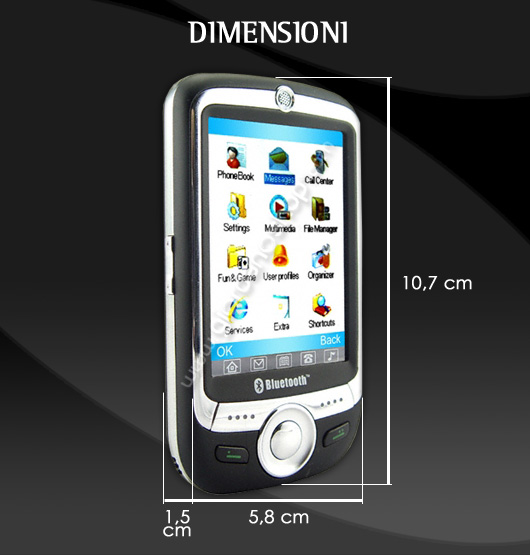 DIMENSIONI
PhoneBook Messages Call Center
Settings Multimedia File Manager
Fun & Game User profiles Organizer
Services Extra Shortcuts
OK Back
Bluetooth™
10,7 cm
1,5 cm
5,8 cm